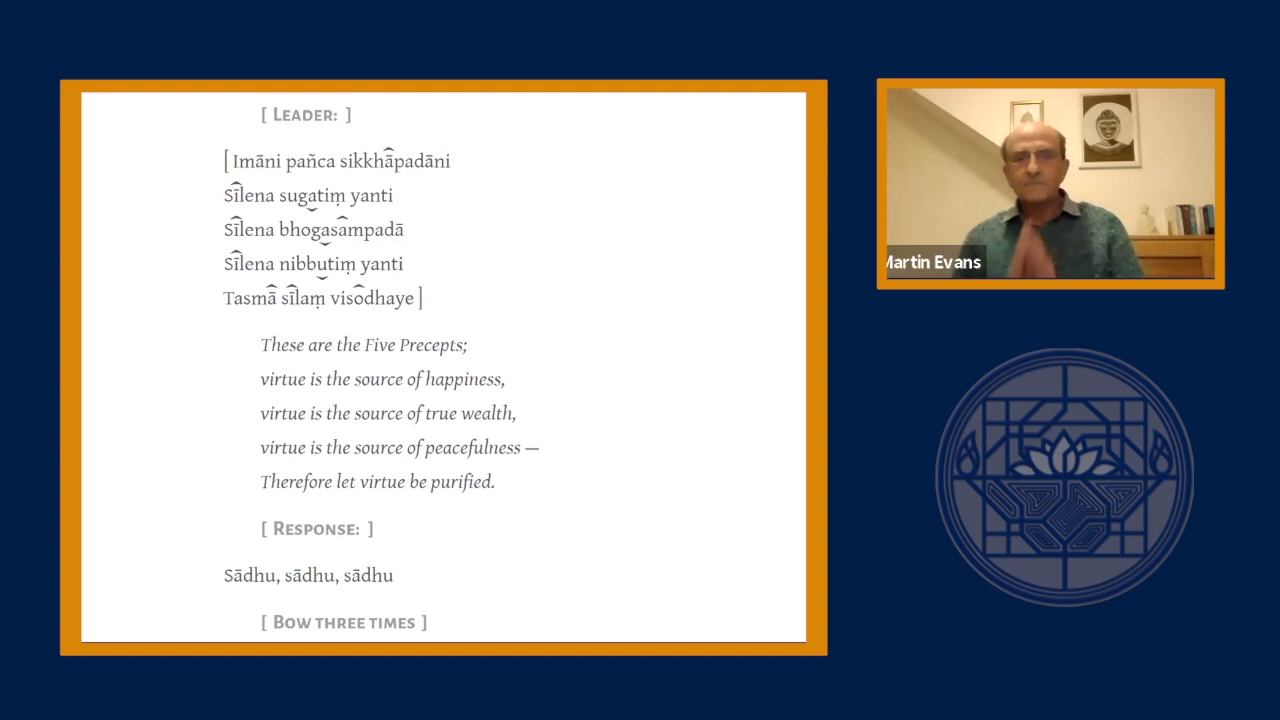 [ LEADER: ]
[ Imāni pañca sikkhāpadāni
Sīlena sugatiṃ yanti
Sīlena bhogasāmpadā
Sīlena nibbutiṃ yanti
Tasmā sīlaṃ visodhaye ]
These are the Five Precepts;
virtue is the source of happiness,
virtue is the source of true wealth,
virtue is the source of peacefulness —
Therefore let virtue be purified.
[ RESPONSE: ]
Sādhu, sādhu, sādhu
[ BOW THREE TIMES ]
Martin Evans